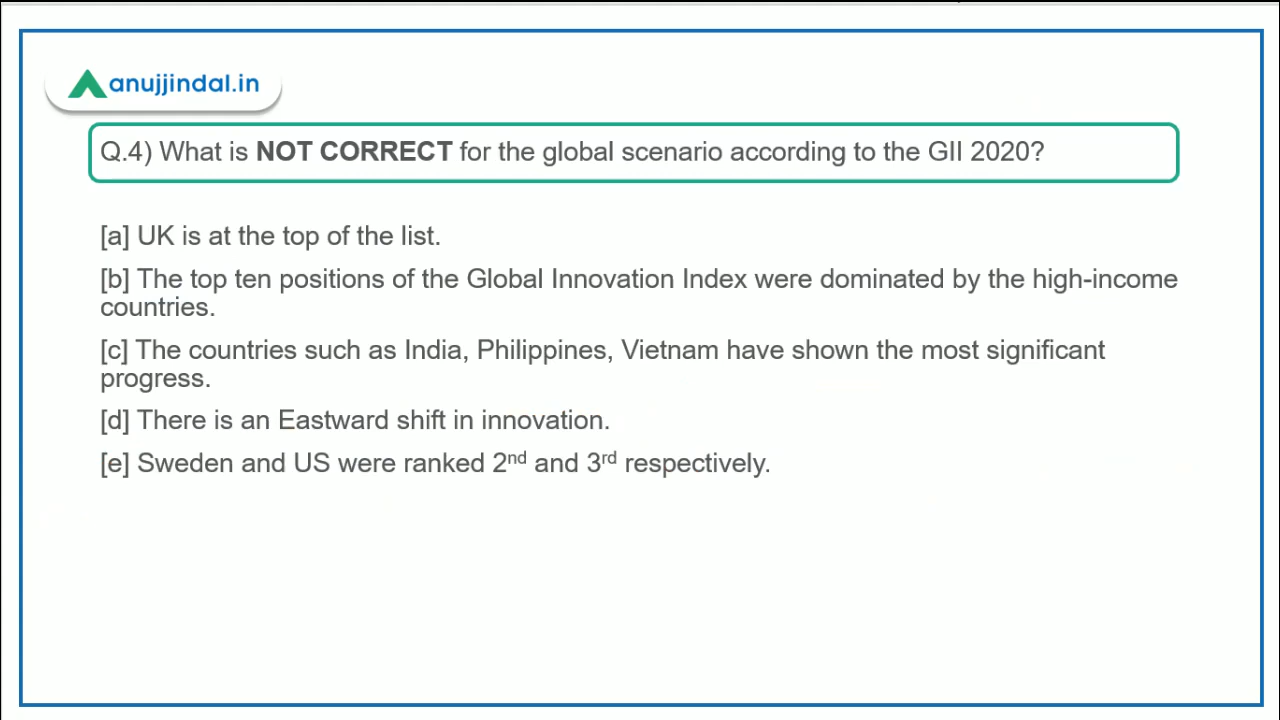 anujjindal.in
Q.4) What is NOT CORRECT for the global scenario according to the GII 2020?
[a] UK is at the top of the list.
[b] The top ten positions of the Global Innovation Index were dominated by the high-income
countries.
[c] The countries such as India, Philippines, Vietnam have shown the most significant
progress.
[d] There is an Eastward shift in innovation.
[e] Sweden and US were ranked 2nd and 3rd respectively.